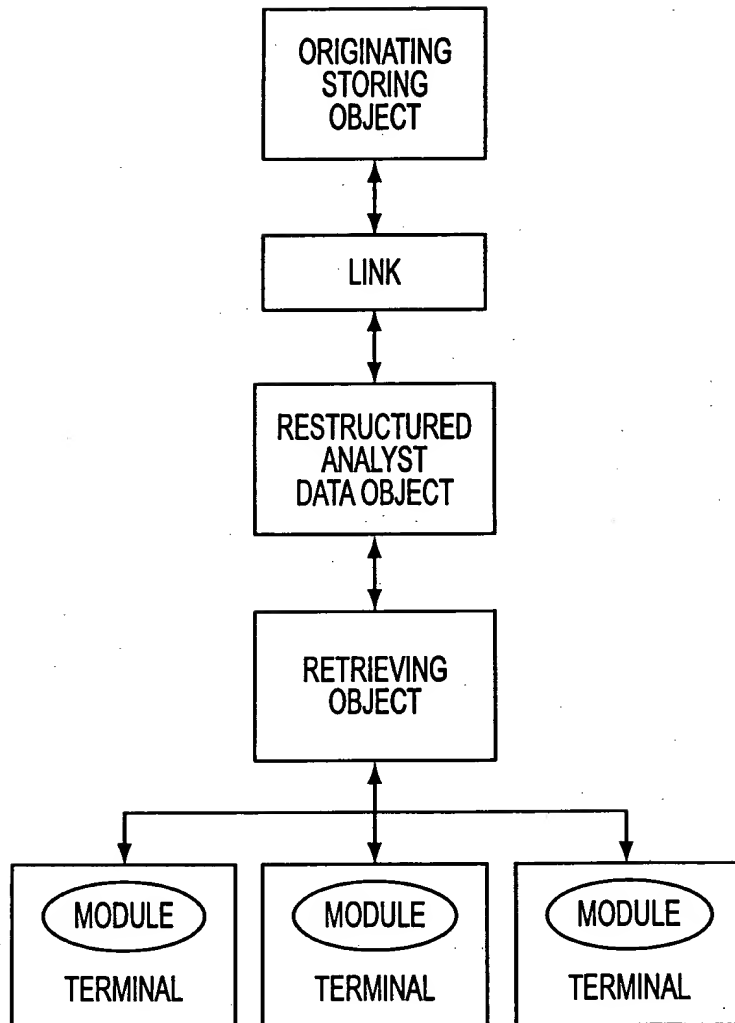 ORIGINATING
STORING
OBJECT
LINK
RESTRUCTURED
ANALYST
DATA OBJECT
RETRIEVING
OBJECT
MODULE
TERMINAL
MODULE
TERMINAL
MODULE
TERMINAL